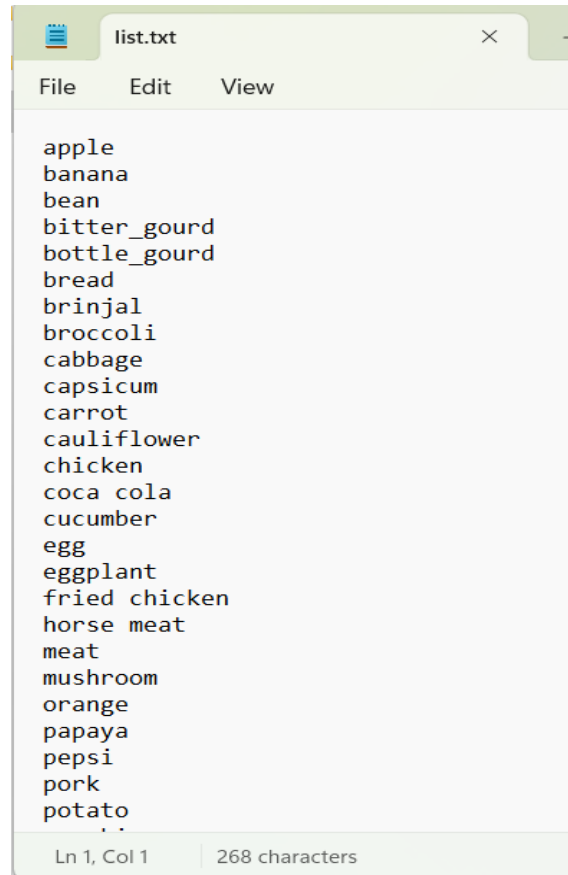 list.txt
File Edit View
apple
banana
bean
bitter_gourd
bottle_gourd
bread
brinjal
broccoli
cabbage
capsicum
carrot
cauliflower
chicken
coca cola
cucumber
egg
eggplant
fried chicken
horse meat
meat
mushroom
orange
papaya
pepsi
pork
potato
Ln 1, Col 1 268 characters